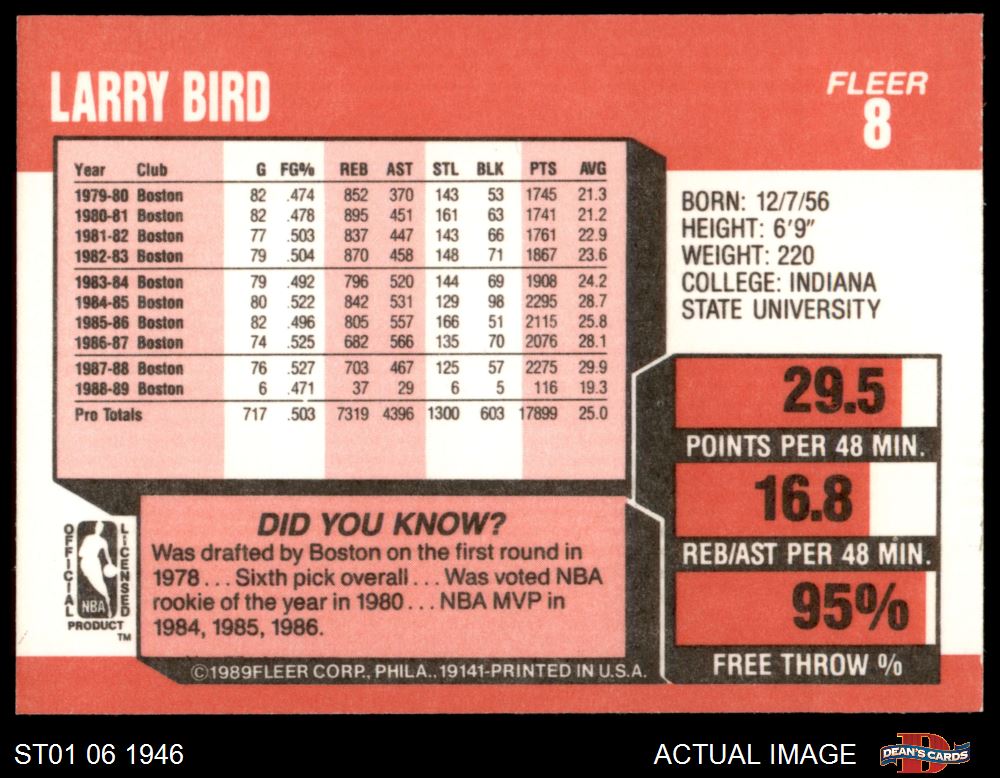 LARRY BIRD
FLEER
8
Year Club G FG% REB AST STL BLK PTS AVG
1979-80 Boston 82 .474 852 370 143 53 1745 21.3
1980-81 Boston 82 .478 895 451 161 63 1741 21.2
1981-82 Boston 77 .503 837 447 143 66 1761 22.9
1982-83 Boston 79 .504 870 458 148 71 1867 23.6
1983-84 Boston 79 .492 796 520 144 69 1908 24.2
1984-85 Boston 80 .522 842 531 129 98 2295 28.7
1985-86 Boston 82 .496 805 557 166 51 2115 25.8
1986-87 Boston 74 .525 682 566 135 70 2076 28.1
1987-88 Boston 76 .527 703 467 125 57 2275 29.9
1988-89 Boston 6 .471 37 29 6 5 116 19.3
Pro Totals 717 .503 7319 4396 1300 603 17899 25.0
BORN: 12/7/56
HEIGHT: 6'9"
WEIGHT: 220
COLLEGE: INDIANA
STATE UNIVERSITY
29.5
POINTS PER 48 MIN.
16.8
REB/AST PER 48 MIN.
95%
FREE THROW %
OFFICIAL
NBA
LICENSED
PRODUCT
TM
DID YOU KNOW?
Was drafted by Boston on the first round in
1978 . . . Sixth pick overall . . . Was voted NBA
rookie of the year in 1980 . . . NBA MVP in
1984, 1985, 1986.
©1989FLEER CORP., PHILA., 19141-PRINTED IN U.S.A.
ST01 06 1946
ACTUAL IMAGE
D
DEAN'S CARDS